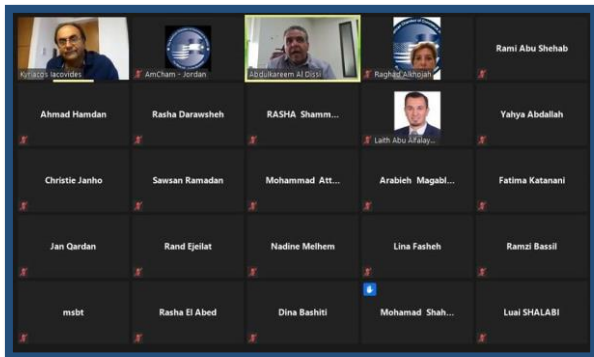 Kyriacos Iacovides
AmCham - Jordan
Abdulkareem Al Dissi
Raghad Alkhojah
Rami Abu Shehab
Ahmad Hamdan
Rasha Darawsheh
RASHA Shamm...
Laith Abu Alfalay...
Yahya Abdallah
Christie Janho
Sawsan Ramadan
Mohammad Att...
Arabieh Magabl...
Fatima Katanani
Jan Qardan
Rand Ejeilat
Nadine Melhem
Lina Fasheh
Ramzi Bassil
msbt
Rasha El Abed
Dina Bashiti
Mohamad Shah...
Luai SHALABI